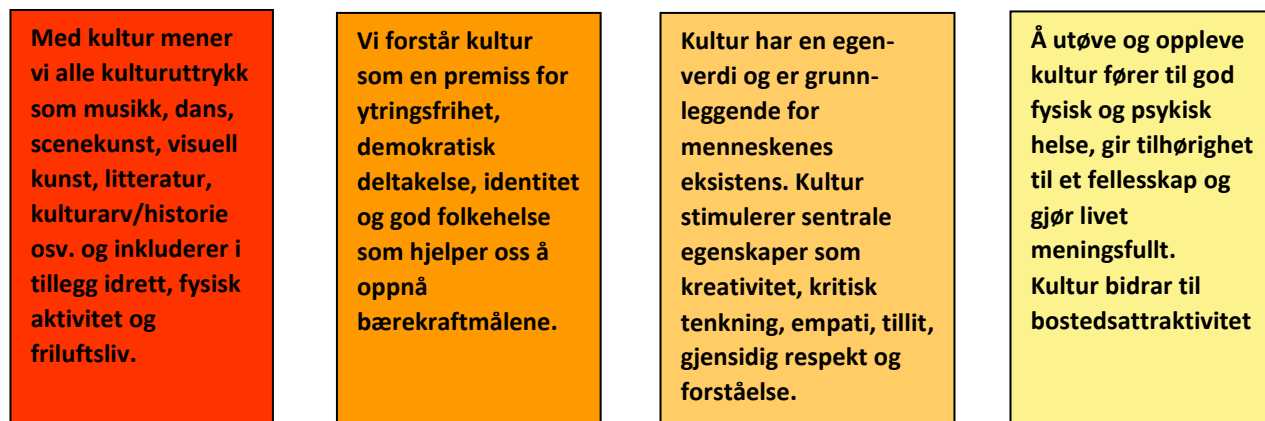 Med kultur mener
vi alle kulturuttrykk
som musikk, dans,
scenekunst, visuell
kunst, litteratur,
kulturarv/historie
osv. og inkluderer i
tillegg idrett, fysisk
aktivitet og
friluftsliv.
Vi forstår kultur
som en premiss for
ytringsfrihet,
demokratisk
deltakelse, identitet
og god folkehelse
som hjelper oss å
oppnå
bærekraftmålene.
Kultur har en egen-
verdi og er grunn-
leggende for
menneskenes
eksistens. Kultur
stimulerer sentrale
egenskaper som
kreativitet, kritisk
tenkning, empati, tillit,
gjensidig respekt og
forståelse.
Å utøve og oppleve
kultur fører til god
fysisk og psykisk
helse, gir tilhørighet
til et fellesskap og
gjør livet
meningsfullt.
Kultur bidrar til
bostedsattraktivitet